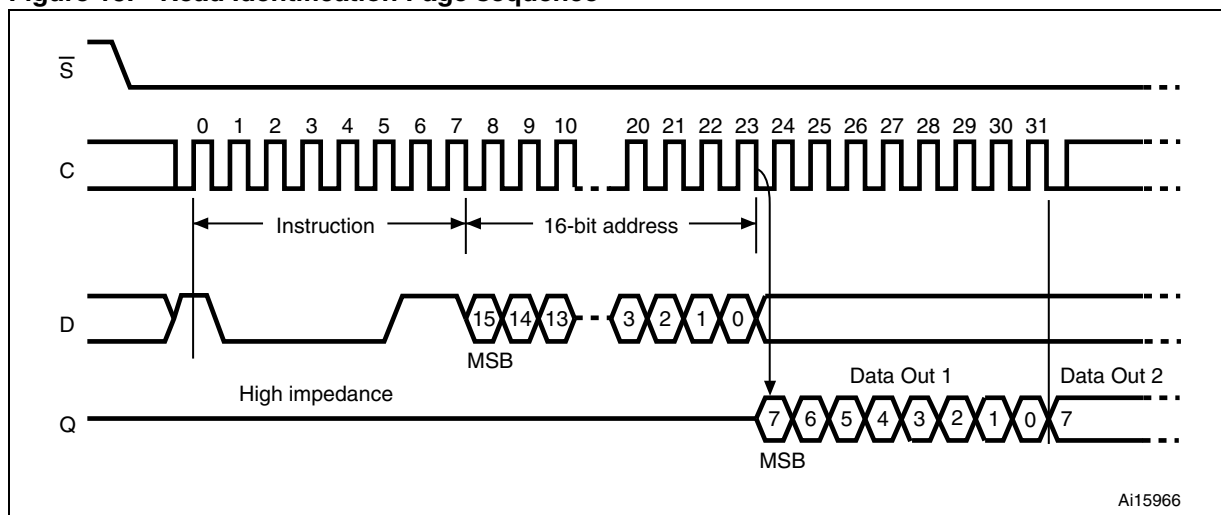 Figure 15. Read Identification Page sequence
S
0 1 2 3 4 5 6 7 8 9 10 20 21 22 23 24 25 26 27 28 29 30 31
C
Instruction 16-bit address
D 15 14 13 3 2 1 0
MSB
Data Out 1 Data Out 2
High impedance
Q 7 6 5 4 3 2 1 0 7
MSB
Ai15966